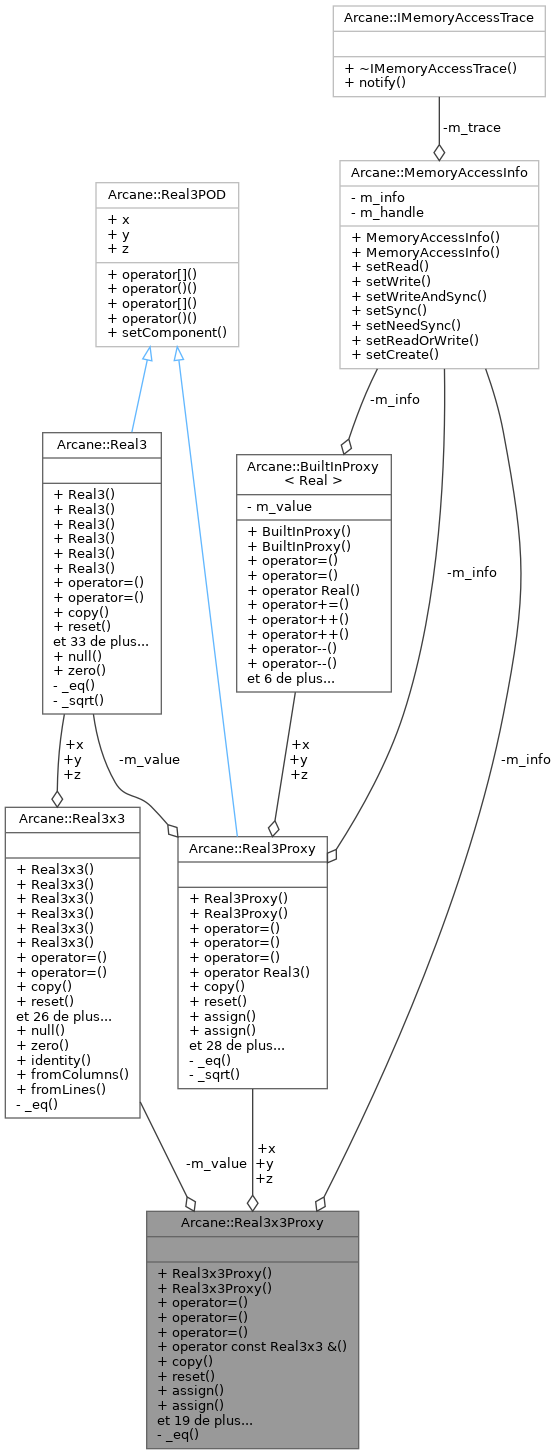 Arcane::IMemoryAccessTrace
+ ~IMemoryAccessTrace()
+ notify()
-m_trace
Arcane::MemoryAccessInfo
- m_info
- m_handle
+ MemoryAccessInfo()
+ MemoryAccessInfo()
+ setRead()
+ setWrite()
+ setWriteAndSync()
+ setSync()
+ setNeedSync()
+ setReadOrWrite()
+ setCreate()
Arcane::Real3POD
+ x
+ y
+ z
+ operator[]()
+ operator()()
+ operator[]()
+ operator()()
+ setComponent()
-m_info
Arcane::Real3
+ Real3()
+ Real3()
+ Real3()
+ Real3()
+ Real3()
+ Real3()
+ operator=()
+ operator=()
+ copy()
+ reset()
et 33 de plus...
+ null()
+ zero()
- _eq()
- _sqrt()
Arcane::BuiltInProxy
< Real >
- m_value
+ BuiltInProxy()
+ BuiltInProxy()
+ operator=()
+ operator=()
+ operator Real()
+ operator+=()
+ operator++()
+ operator++()
+ operator--()
+ operator--()
et 6 de plus...
-m_info
+x
+y
+z
-m_value
+x
+y
+z
-m_info
Arcane::Real3x3
+ Real3x3()
+ Real3x3()
+ Real3x3()
+ Real3x3()
+ Real3x3()
+ Real3x3()
+ operator=()
+ operator=()
+ copy()
+ reset()
et 26 de plus...
+ null()
+ zero()
+ identity()
+ fromColumns()
+ fromLines()
- _eq()
Arcane::Real3Proxy
+ Real3Proxy()
+ Real3Proxy()
+ operator=()
+ operator=()
+ operator=()
+ operator Real3()
+ copy()
+ reset()
+ assign()
+ assign()
et 28 de plus...
- _eq()
- _sqrt()
-m_value
+x
+y
+z
Arcane::Real3x3Proxy
+ Real3x3Proxy()
+ Real3x3Proxy()
+ operator=()
+ operator=()
+ operator=()
+ operator const Real3x3 &()
+ copy()
+ reset()
+ assign()
+ assign()
et 19 de plus...
- _eq()